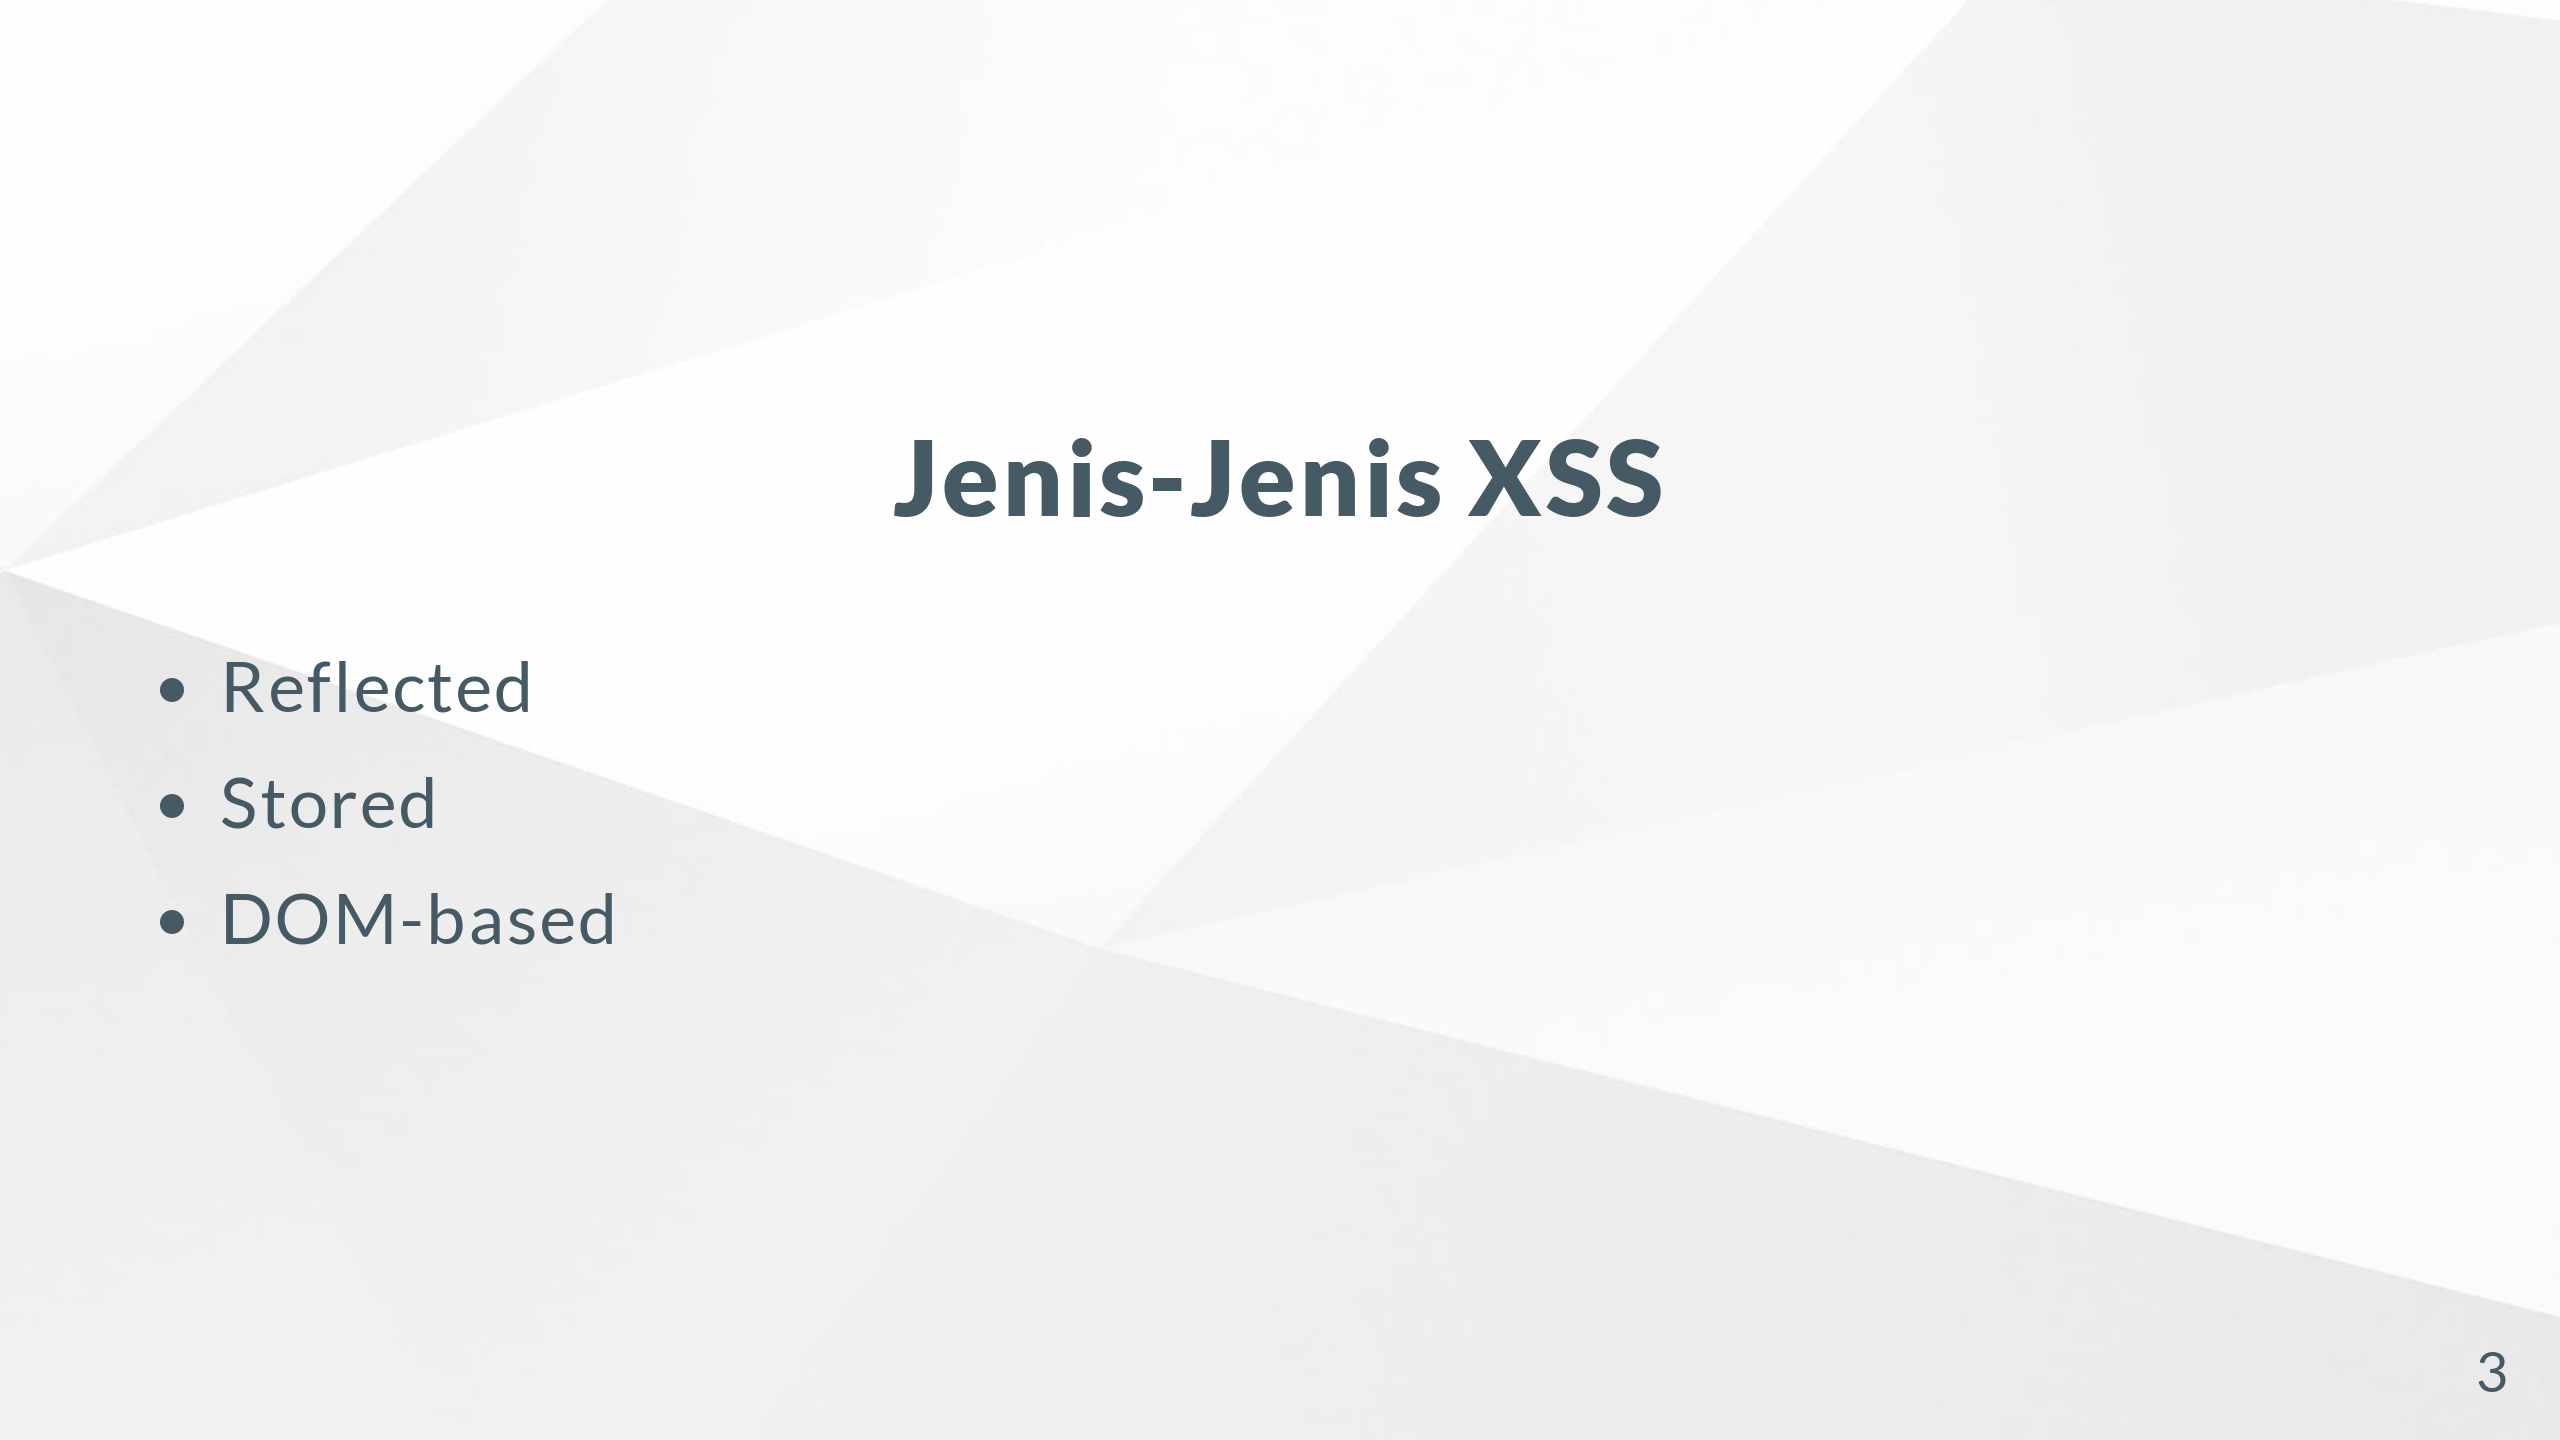 Jenis-Jenis XSS
• Reflected
• Stored
• DOM-based
3